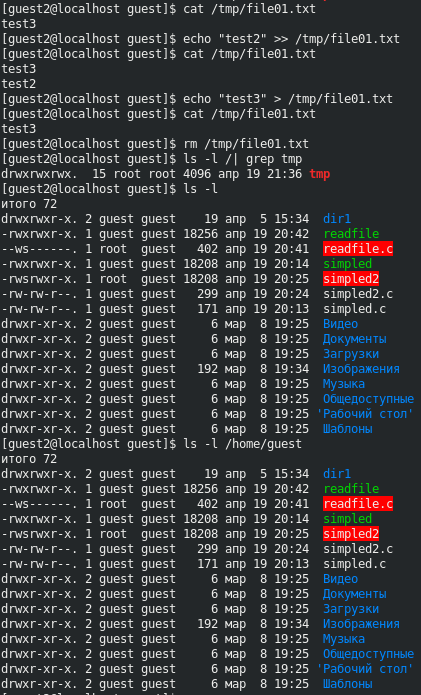 [guest2@localhost guest]$ cat /tmp/file01.txt
test3
[guest2@localhost guest]$ echo "test2" >> /tmp/file01.txt
[guest2@localhost guest]$ cat /tmp/file01.txt
test3
test2
[guest2@localhost guest]$ echo "test3" > /tmp/file01.txt
[guest2@localhost guest]$ cat /tmp/file01.txt
test3
[guest2@localhost guest]$ rm /tmp/file01.txt
[guest2@localhost guest]$ ls -l /| grep tmp
drwxrwxrwx.  15 root root 4096 апр 19 21:36 tmp
[guest2@localhost guest]$ ls -l
итого 72
drwxrwxr-x. 2 guest guest    19 апр  5 15:34  dir1
-rwxrwxr-x. 1 guest guest 18256 апр 19 20:42  readfile
--ws------. 1 root  guest   402 апр 19 20:41  readfile.c
-rwxrwxr-x. 1 guest guest 18208 апр 19 20:14  simpled
-rwsrwxr-x. 1 root  guest 18208 апр 19 20:25  simpled2
-rw-rw-r--. 1 guest guest   299 апр 19 20:24  simpled2.c
-rw-rw-r--. 1 guest guest   171 апр 19 20:13  simpled.c
drwxr-xr-x. 2 guest guest     6 мар  8 19:25  Видео
drwxr-xr-x. 2 guest guest     6 мар  8 19:25  Документы
drwxr-xr-x. 2 guest guest     6 мар  8 19:25  Загрузки
drwxr-xr-x. 2 guest guest   192 мар  8 19:34  Изображения
drwxr-xr-x. 2 guest guest     6 мар  8 19:25  Музыка
drwxr-xr-x. 2 guest guest     6 мар  8 19:25  Общедоступные
drwxr-xr-x. 2 guest guest     6 мар  8 19:25 'Рабочий стол'
drwxr-xr-x. 2 guest guest     6 мар  8 19:25  Шаблоны
[guest2@localhost guest]$ ls -l /home/guest
итого 72
drwxrwxr-x. 2 guest guest    19 апр  5 15:34  dir1
-rwxrwxr-x. 1 guest guest 18256 апр 19 20:42  readfile
--ws------. 1 root  guest   402 апр 19 20:41  readfile.c
-rwxrwxr-x. 1 guest guest 18208 апр 19 20:14  simpled
-rwsrwxr-x. 1 root  guest 18208 апр 19 20:25  simpled2
-rw-rw-r--. 1 guest guest   299 апр 19 20:24  simpled2.c
-rw-rw-r--. 1 guest guest   171 апр 19 20:13  simpled.c
drwxr-xr-x. 2 guest guest     6 мар  8 19:25  Видео
drwxr-xr-x. 2 guest guest     6 мар  8 19:25  Документы
drwxr-xr-x. 2 guest guest     6 мар  8 19:25  Загрузки
drwxr-xr-x. 2 guest guest   192 мар  8 19:34  Изображения
drwxr-xr-x. 2 guest guest     6 мар  8 19:25  Музыка
drwxr-xr-x. 2 guest guest     6 мар  8 19:25  Общедоступные
drwxr-xr-x. 2 guest guest     6 мар  8 19:25 'Рабочий стол'
drwxr-xr-x. 2 guest guest     6 мар  8 19:25  Шаблоны